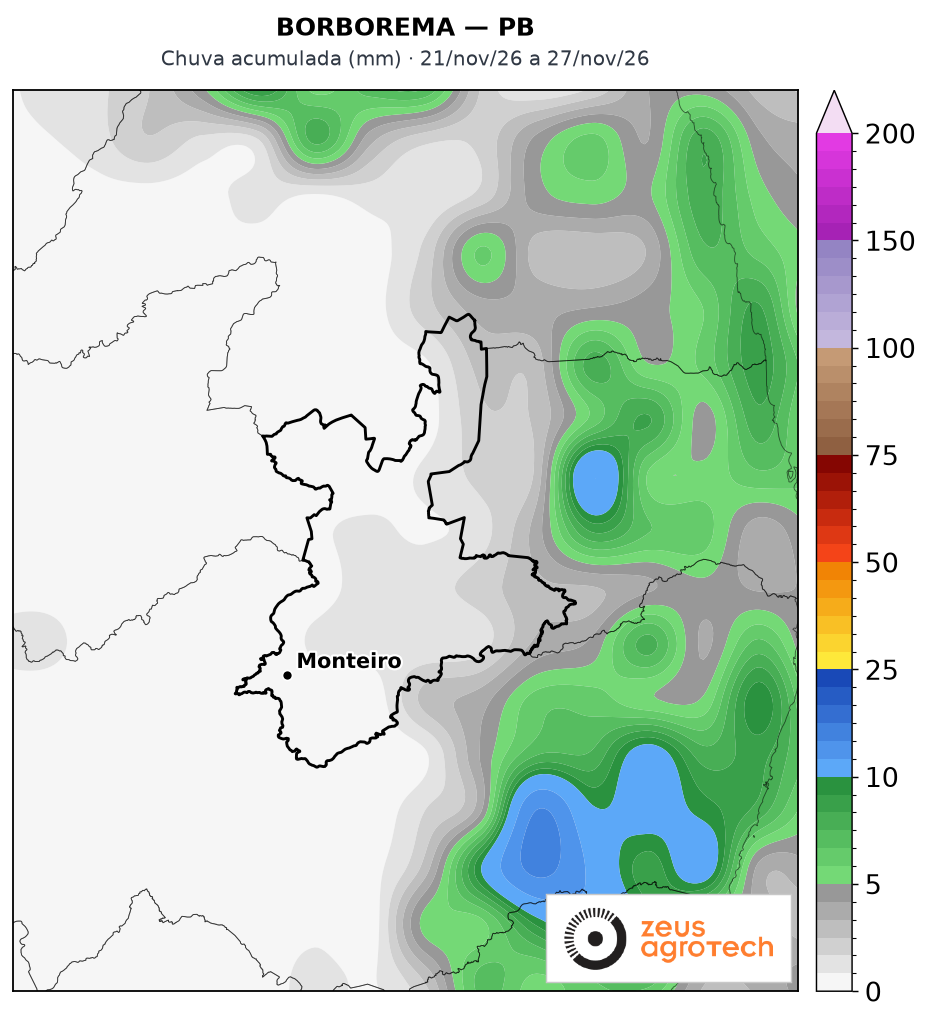 BORBOREMA — PB
Chuva acumulada (mm) · 21/nov/26 a 27/nov/26
200
150
100
75
50
25
10
5
0
Monteiro
zeus
agrotech